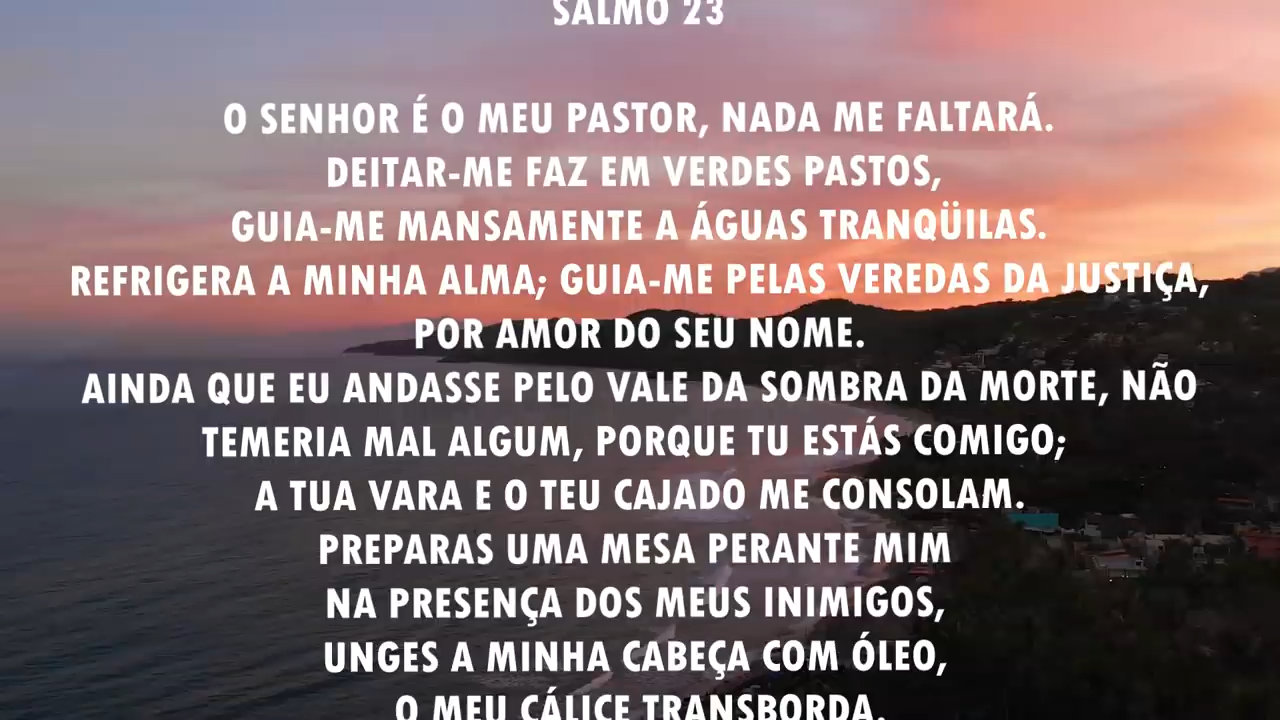 SALMO 23
O SENHOR É O MEU PASTOR, NADA ME FALTARÁ.
DEITAR-ME FAZ EM VERDES PASTOS,
GUIA-ME MANSAMENTE A ÁGUAS TRANQÜILAS.
REFRIGERA A MINHA ALMA; GUIA-ME PELAS VEREDAS DA JUSTIÇA,
POR AMOR DO SEU NOME.
AINDA QUE EU ANDASSE PELO VALE DA SOMBRA DA MORTE, NÃO
TEMERIA MAL ALGUM, PORQUE TU ESTÁS COMIGO;
A TUA VARA E O TEU CAJADO ME CONSOLAM.
PREPARAS UMA MESA PERANTE MIM
NA PRESENÇA DOS MEUS INIMIGOS,
UNGES A MINHA CABEÇA COM ÓLEO,
O MEU CÁLICE TRANSBORDA.